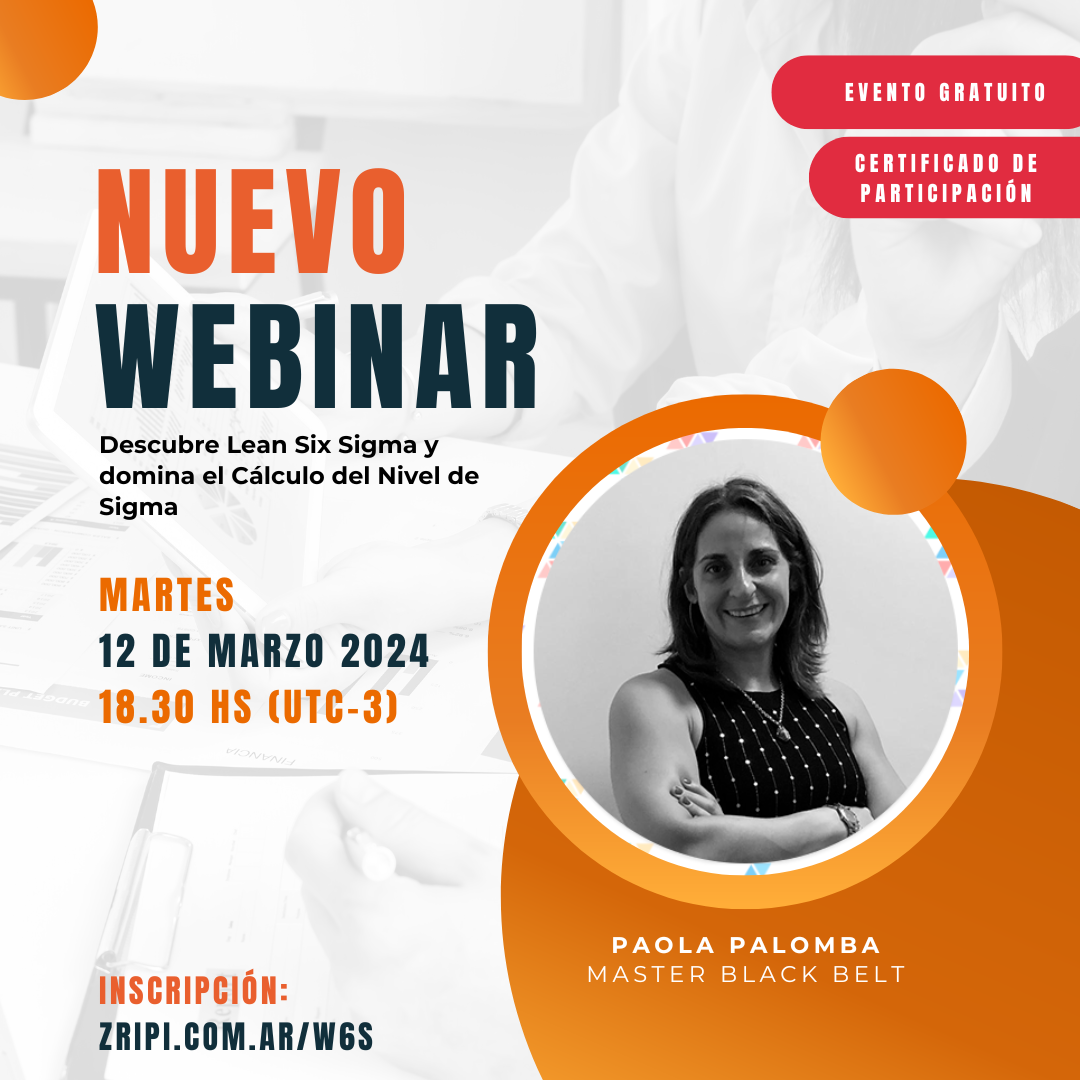 EVENTO GRATUITO
CERTIFICADO DE
PARTICIPACIÓN
NUEVO
WEBINAR
Descubre Lean Six Sigma y
domina el Cálculo del Nivel de
Sigma
MARTES
12 DE MARZO 2024
18.30 HS (UTC-3)
FINANCIA
PAOLA PALOMBA
MASTER BLACK BELT
INSCRIPCIÓN:
ZRIPI.COM.AR/W6S